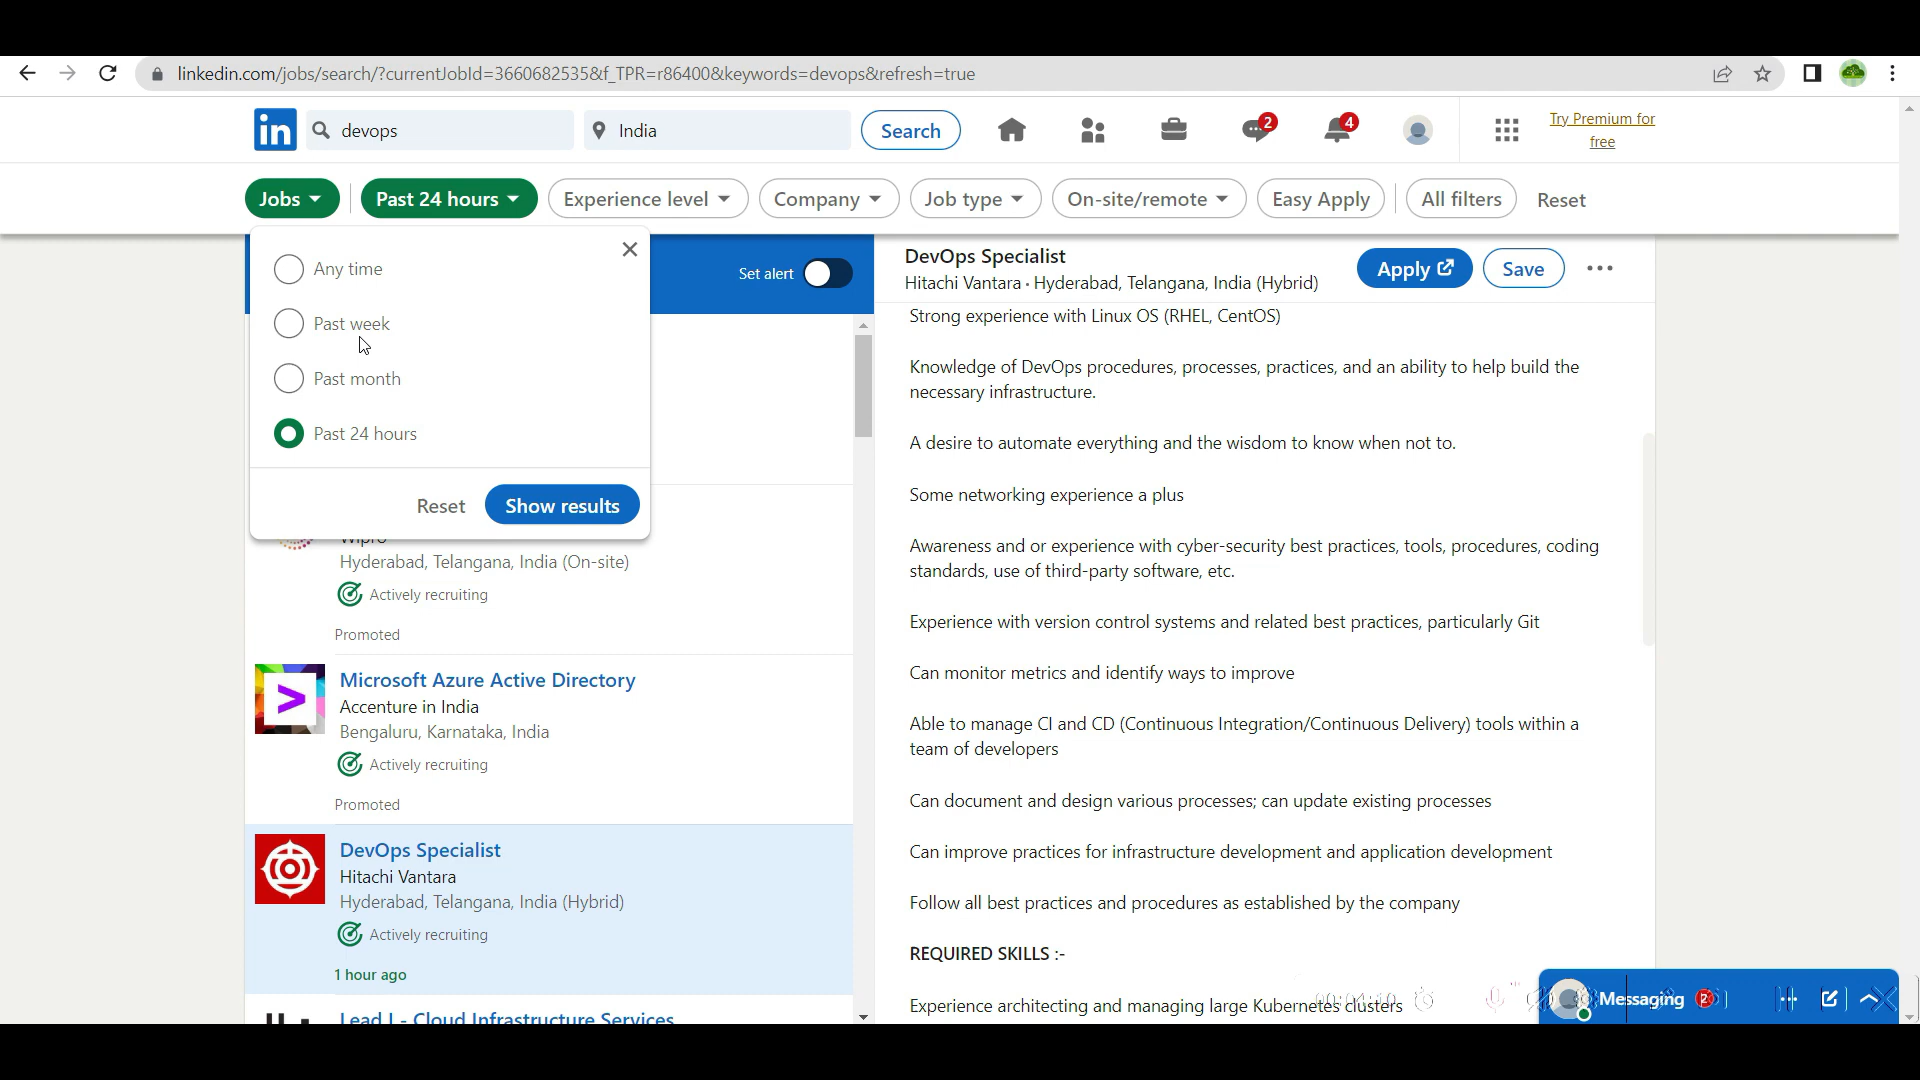 linkedin.com/jobs/search/?currentJobId=3660682535&f_TPR=r86400&keywords=devops&refresh=true
in
devops
India
Search
2
4
Try Premium for
free
Jobs
Past 24 hours
Experience level
Company
Job type
On-site/remote
Easy Apply
All filters
Reset
Any time
Past week
Past month
Past 24 hours
Reset
Show results
Set alert
Wipro
Hyderabad, Telangana, India (On-site)
Actively recruiting
Promoted
Microsoft Azure Active Directory
Accenture in India
Bengaluru, Karnataka, India
Actively recruiting
Promoted
DevOps Specialist
Hitachi Vantara
Hyderabad, Telangana, India (Hybrid)
Actively recruiting
1 hour ago
Lead I - Cloud Infrastructure Services
DevOps Specialist
Hitachi Vantara · Hyderabad, Telangana, India (Hybrid)
Apply
Save
Strong experience with Linux OS (RHEL, CentOS)
Knowledge of DevOps procedures, processes, practices, and an ability to help build the
necessary infrastructure.
A desire to automate everything and the wisdom to know when not to.
Some networking experience a plus
Awareness and or experience with cyber-security best practices, tools, procedures, coding
standards, use of third-party software, etc.
Experience with version control systems and related best practices, particularly Git
Can monitor metrics and identify ways to improve
Able to manage CI and CD (Continuous Integration/Continuous Delivery) tools within a
team of developers
Can document and design various processes; can update existing processes
Can improve practices for infrastructure development and application development
Follow all best practices and procedures as established by the company
REQUIRED SKILLS :-
Experience architecting and managing large Kubernetes clusters
Messaging
2